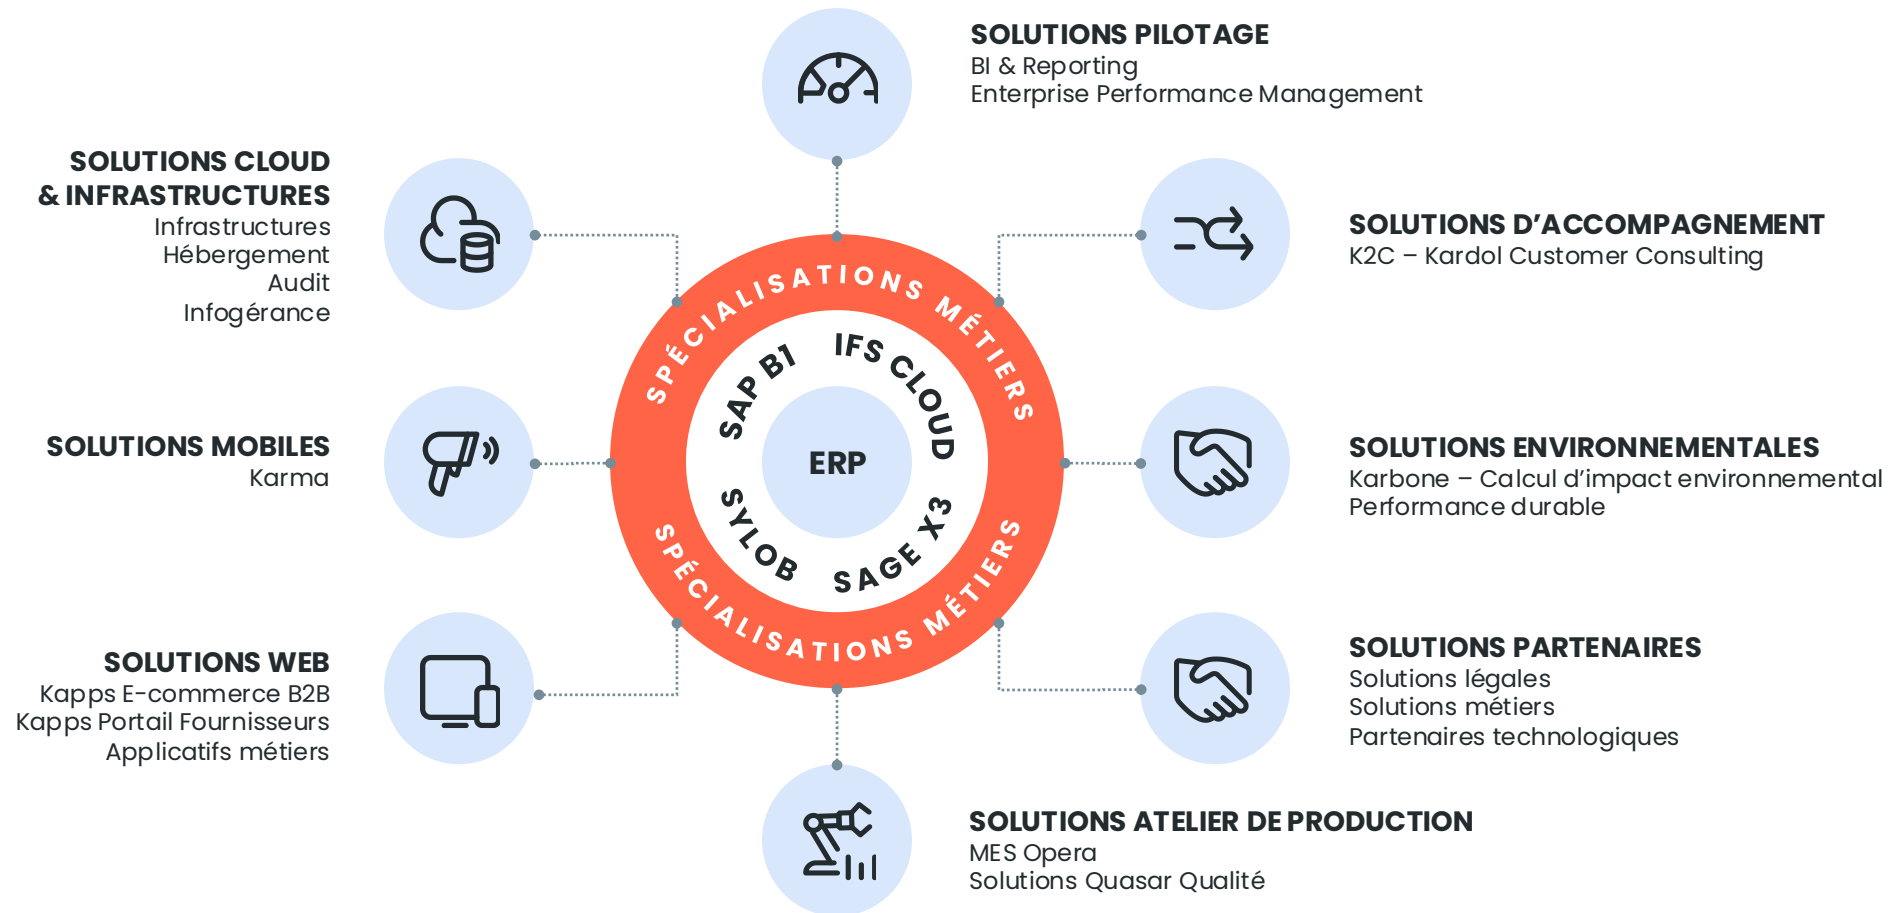 SOLUTIONS PILOTAGE
BI & Reporting
Enterprise Performance Management
SOLUTIONS CLOUD
& INFRASTRUCTURES
Infrastructures
Hébergement
Audit
Infogérance
SOLUTIONS D’ACCOMPAGNEMENT
K2C – Kardol Customer Consulting
SPÉCIALISATIONS MÉTIERS
SAP B1
IFS CLOUD
ERP
SYLOB
SAGE X3
SPÉCIALISATIONS MÉTIERS
SOLUTIONS MOBILES
Karma
SOLUTIONS ENVIRONNEMENTALES
Karbone – Calcul d’impact environnemental
Performance durable
SOLUTIONS WEB
Kapps E-commerce B2B
Kapps Portail Fournisseurs
Applicatifs métiers
SOLUTIONS PARTENAIRES
Solutions légales
Solutions métiers
Partenaires technologiques
SOLUTIONS ATELIER DE PRODUCTION
MES Opera
Solutions Quasar Qualité